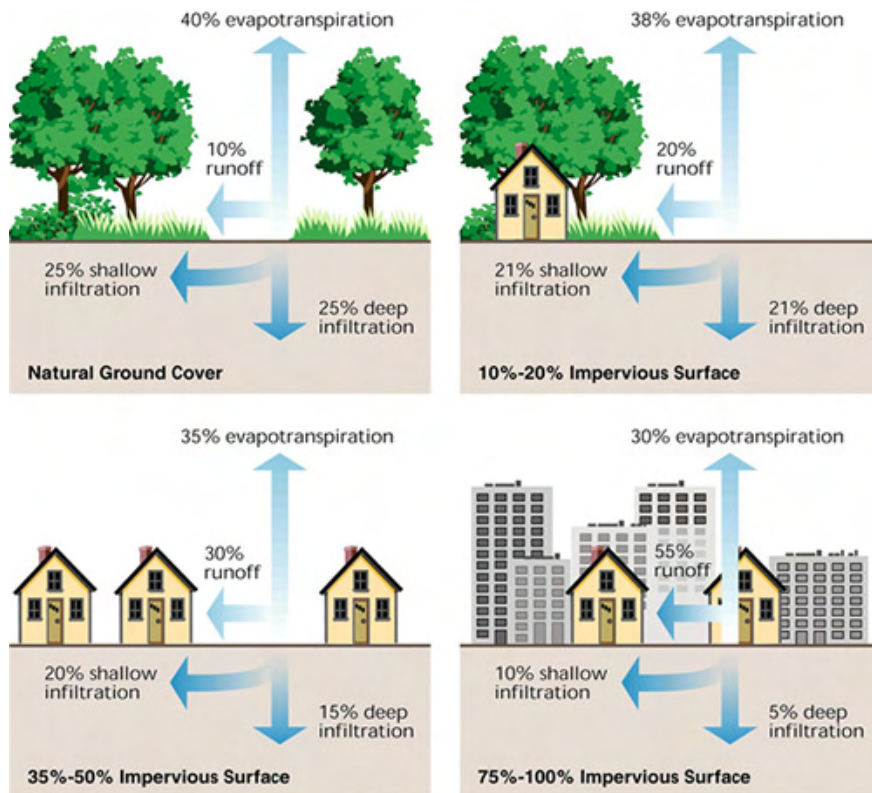 40% evapotranspiration
10%
runoff
25% shallow
infiltration
25% deep
infiltration
Natural Ground Cover
38% evapotranspiration
20%
runoff
21% shallow
infiltration
21% deep
infiltration
10%-20% Impervious Surface
35% evapotranspiration
30%
runoff
20% shallow
infiltration
15% deep
infiltration
35%-50% Impervious Surface
30% evapotranspiration
55%
runoff
10% shallow
infiltration
5% deep
infiltration
75%-100% Impervious Surface